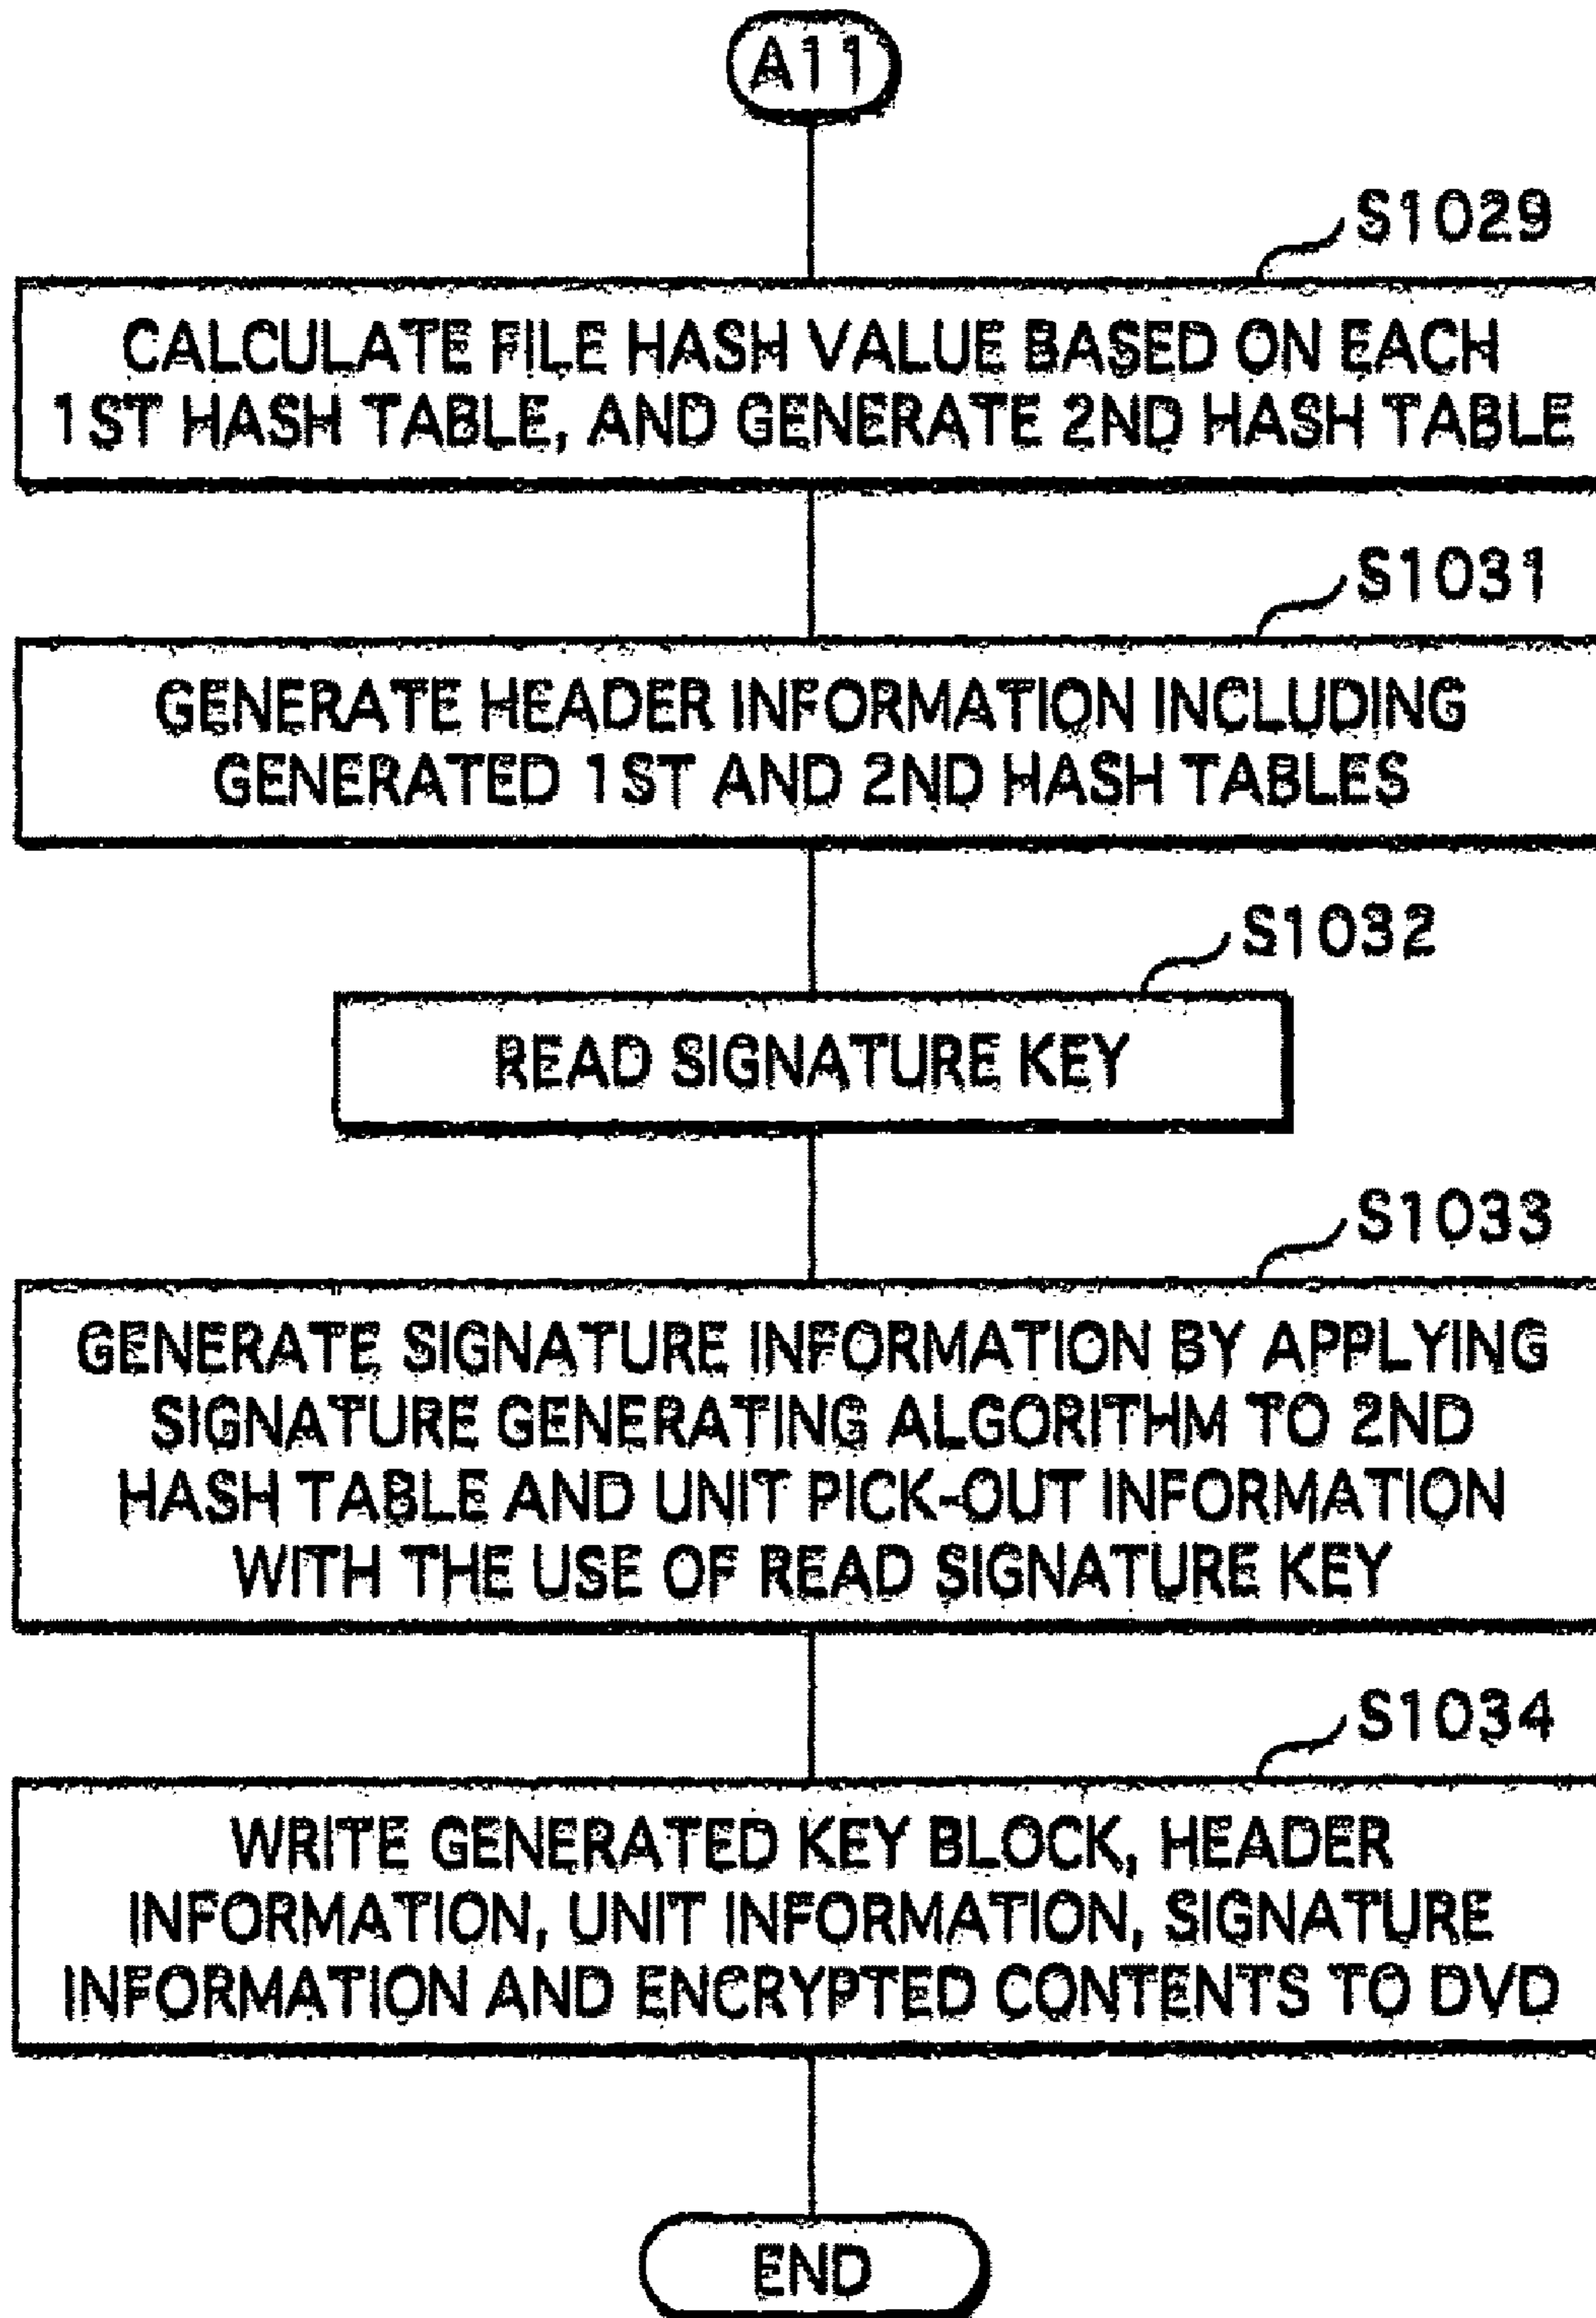 A11
S1029
CALCULATE FILE HASH VALUE BASED ON EACH
1ST HASH TABLE, AND GENERATE 2ND HASH TABLE
S1031
GENERATE HEADER INFORMATION INCLUDING
GENERATED 1ST AND 2ND HASH TABLES
S1032
READ SIGNATURE KEY
S1033
GENERATE SIGNATURE INFORMATION BY APPLYING
SIGNATURE GENERATING ALGORITHM TO 2ND
HASH TABLE AND UNIT PICK-OUT INFORMATION
WITH THE USE OF READ SIGNATURE KEY
S1034
WRITE GENERATED KEY BLOCK, HEADER
INFORMATION, UNIT INFORMATION, SIGNATURE
INFORMATION AND ENCRYPTED CONTENTS TO DVD
END